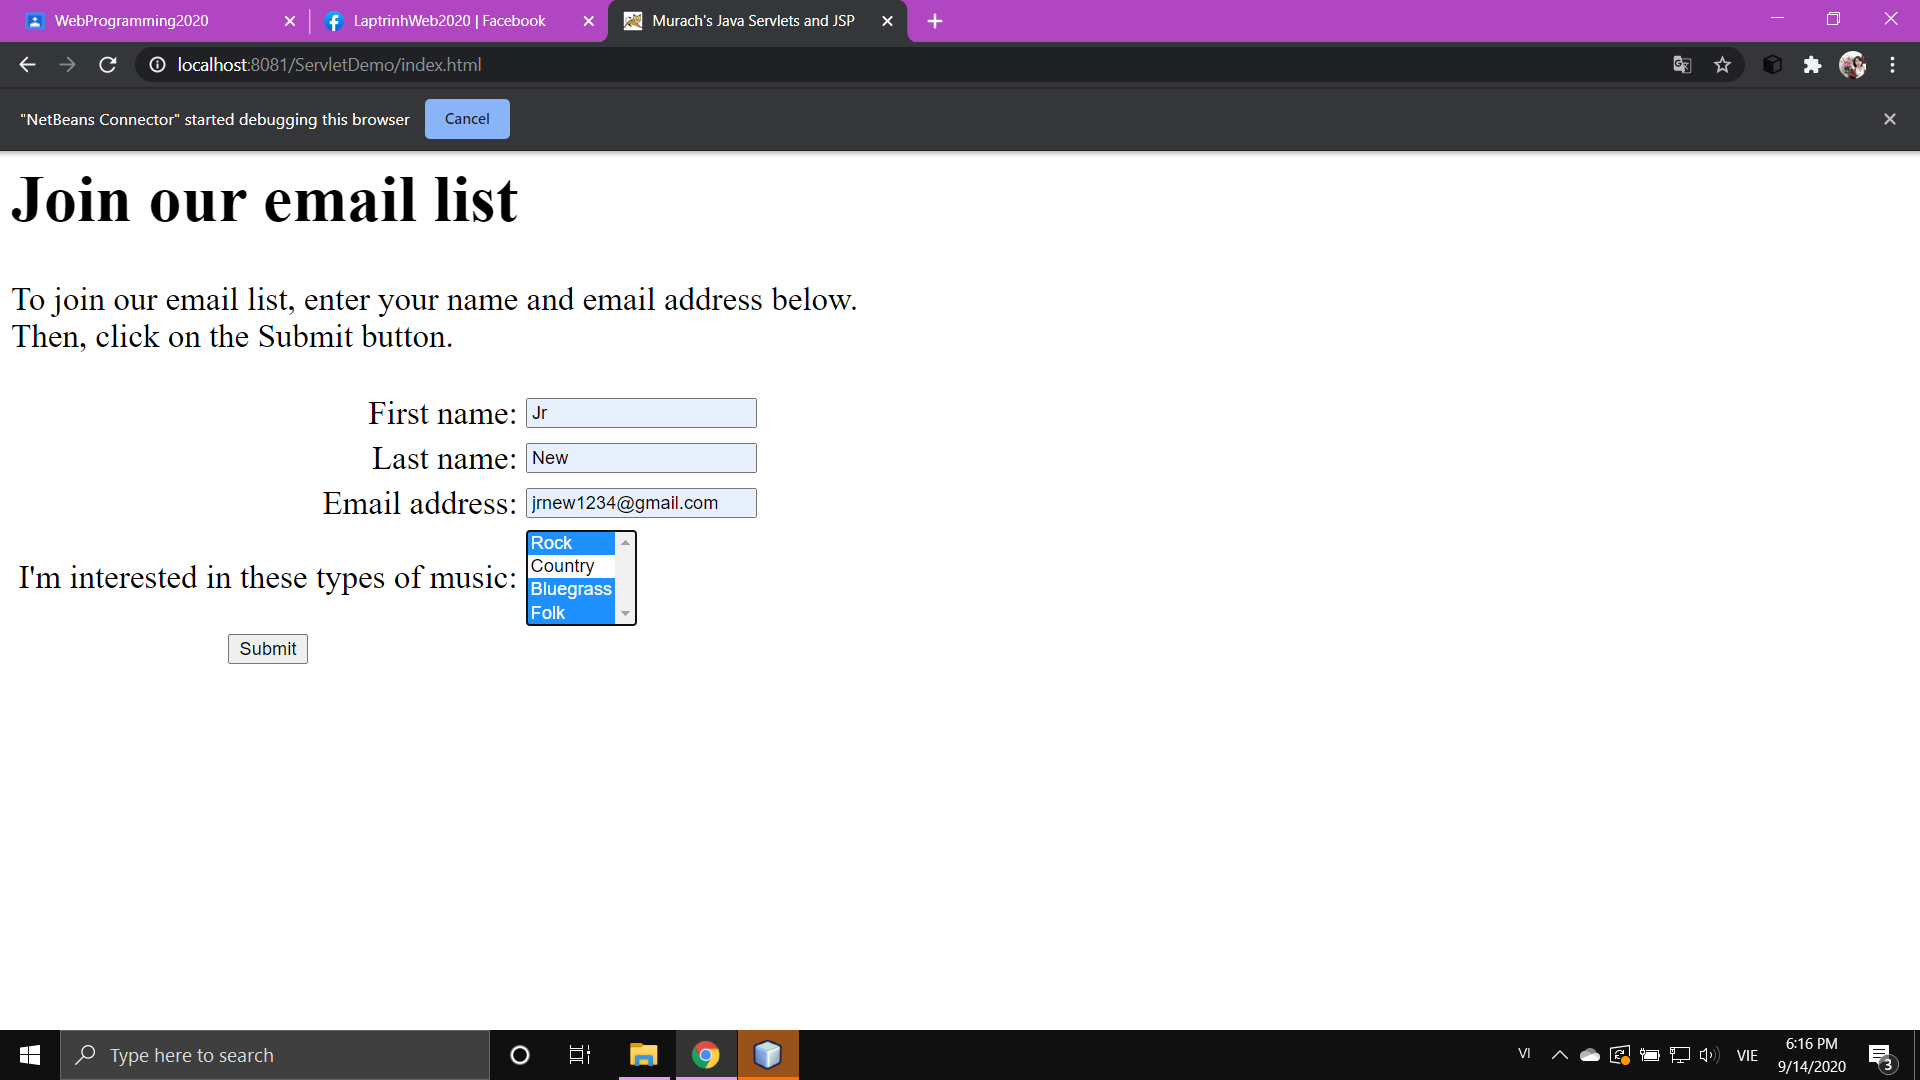 WebProgramming2020
LaptrinhWeb2020 | Facebook
Murach's Java Servlets and JSP
localhost:8081/ServletDemo/index.html
"NetBeans Connector" started debugging this browser
Cancel
Join our email list
To join our email list, enter your name and email address below.
Then, click on the Submit button.
First name: Jr
Last name: New
Email address: jrnew1234@gmail.com
I'm interested in these types of music:
Rock
Country
Bluegrass
Folk
Submit
Type here to search
VI
VIE
6:16 PM
9/14/2020
3